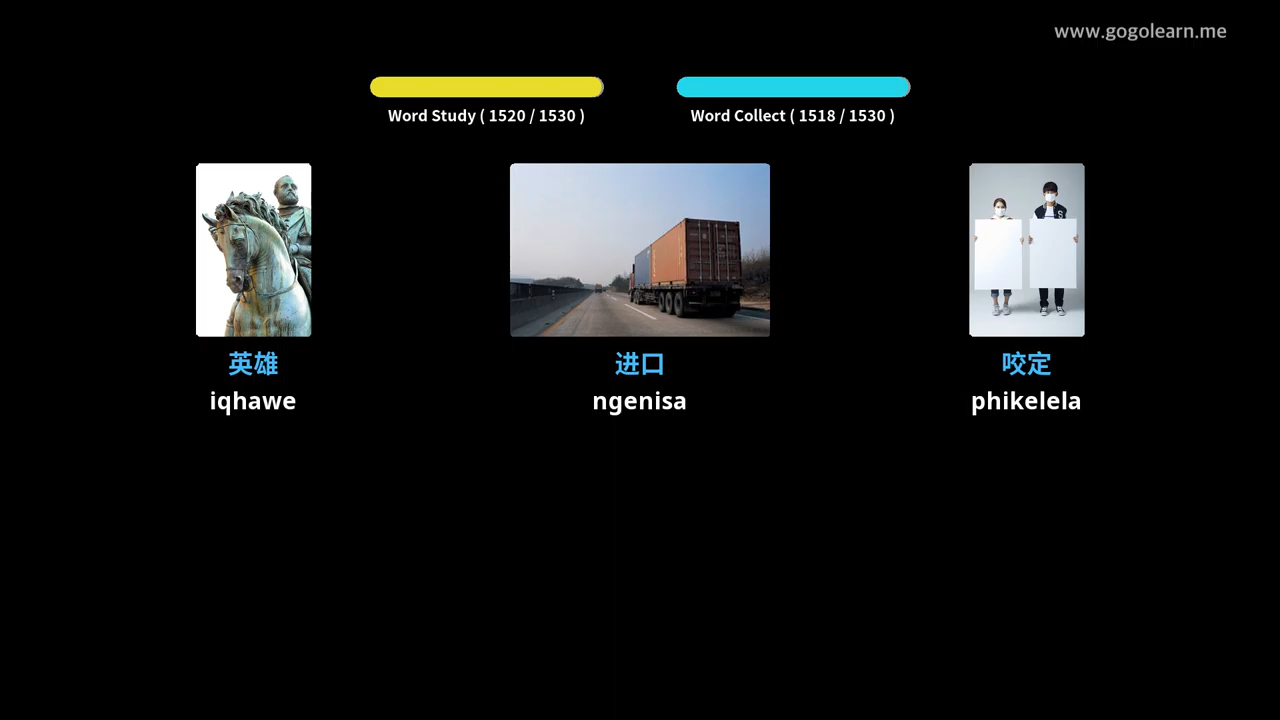 www.gogolearn.me
Word Study ( 1520 / 1530 )
Word Collect ( 1518 / 1530 )
英雄
iqhawe
进口
ngenisa
咬定
phikelela